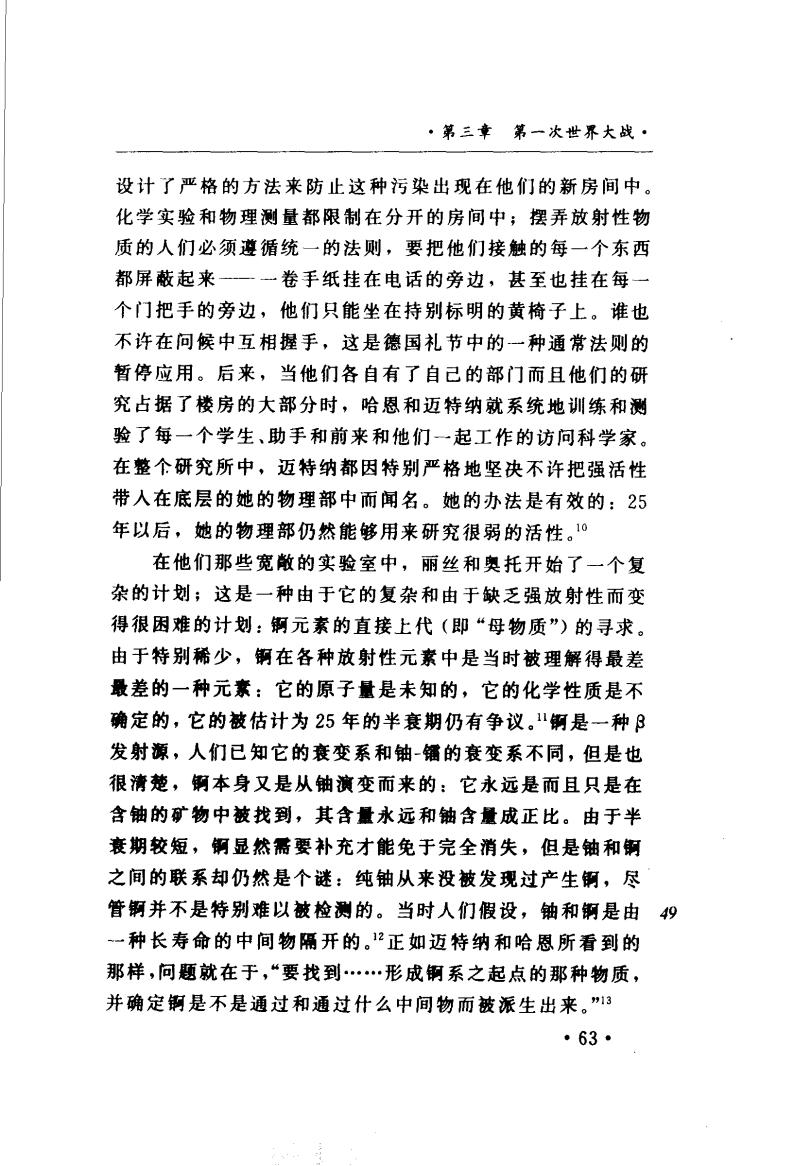 ·第三章 第一次世界大战·
设计了严格的方法来防止这种污染出现在他们的新房间中。
化学实验和物理测量都限制在分开的房间中；摆弄放射性物
质的人们必须遵循统一的法则，要把他们接触的每一个东西
都屏蔽起来——一卷手纸挂在电话的旁边，甚至也挂在每一
个门把手的旁边，他们只能坐在持别标明的黄椅子上。谁也
不许在问候中互相握手，这是德国礼节中的一种通常法则的
暂停应用。后来，当他们各自有了自己的部门而且他们的研
究占据了楼房的大部分时，哈恩和迈特纳就系统地训练和测
验了每一个学生、助手和前来和他们一起工作的访问科学家。
在整个研究所中，迈特纳都因特别严格地坚决不许把强活性
带人在底层的她的物理部中而闻名。她的办法是有效的：25
年以后，她的物理部仍然能够用来研究很弱的活性。¹⁰
在他们那些宽敞的实验室中，丽丝和奥托开始了一个复
杂的计划；这是一种由于它的复杂和由于缺乏强放射性而变
得很困难的计划：锕元素的直接上代（即“母物质”）的寻求。
由于特别稀少，锕在各种放射性元素中是当时被理解得最差
最差的一种元素：它的原子量是未知的，它的化学性质是不
确定的，它的被估计为 25 年的半衰期仍有争议。¹¹锕是一种β
发射源，人们已知它的衰变系和铀-镭的衰变系不同，但是也
很清楚，锕本身又是从铀演变而来的：它永远是而且只是在
含铀的矿物中被找到，其含量永远和铀含量成正比。由于半
衰期较短，锕显然需要补充才能免于完全消失，但是铀和锕
之间的联系却仍然是个谜：纯铀从来没被发现过产生锕，尽
管锕并不是特别难以被检测的。当时人们假设，铀和锕是由 49
一种长寿命的中间物隔开的。¹²正如迈特纳和哈恩所看到的
那样，问题就在于，“要找到……形成锕系之起点的那种物质，
并确定锕是不是通过和通过什么中间物而被派生出来。”¹³
·63·